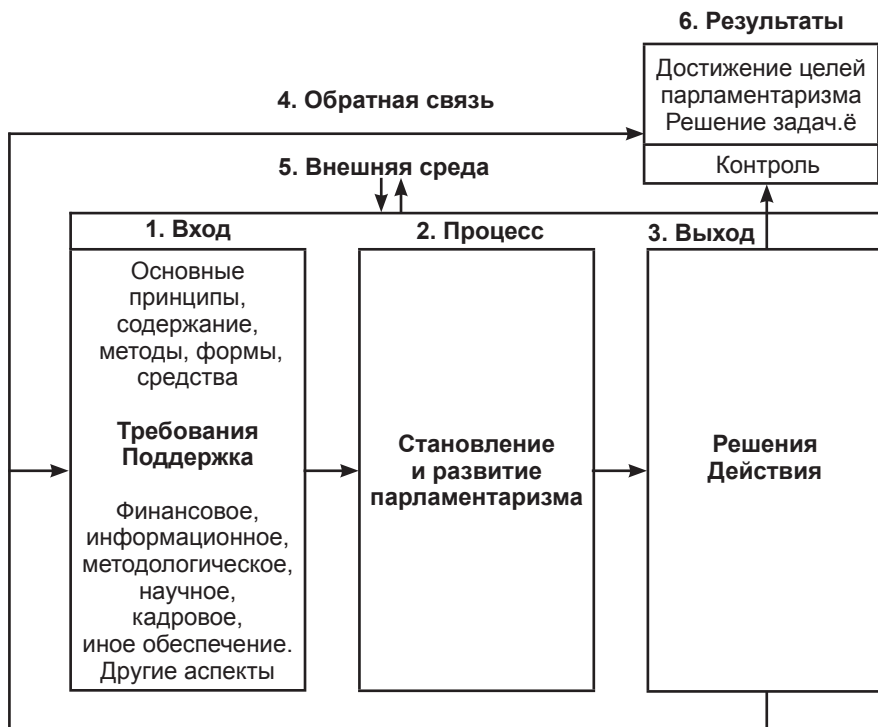 6. Результаты
Достижение целей
парламентаризма
Решение задач.ё
Контроль
4. Обратная связь
5. Внешняя среда
1. Вход
Основные
принципы,
содержание,
методы, формы,
средства
Требования
Поддержка
Финансовое,
информационное,
методологическое,
научное,
кадровое,
иное обеспечение.
Другие аспекты
2. Процесс
Становление
и развитие
парламентаризма
3. Выход
Решения
Действия